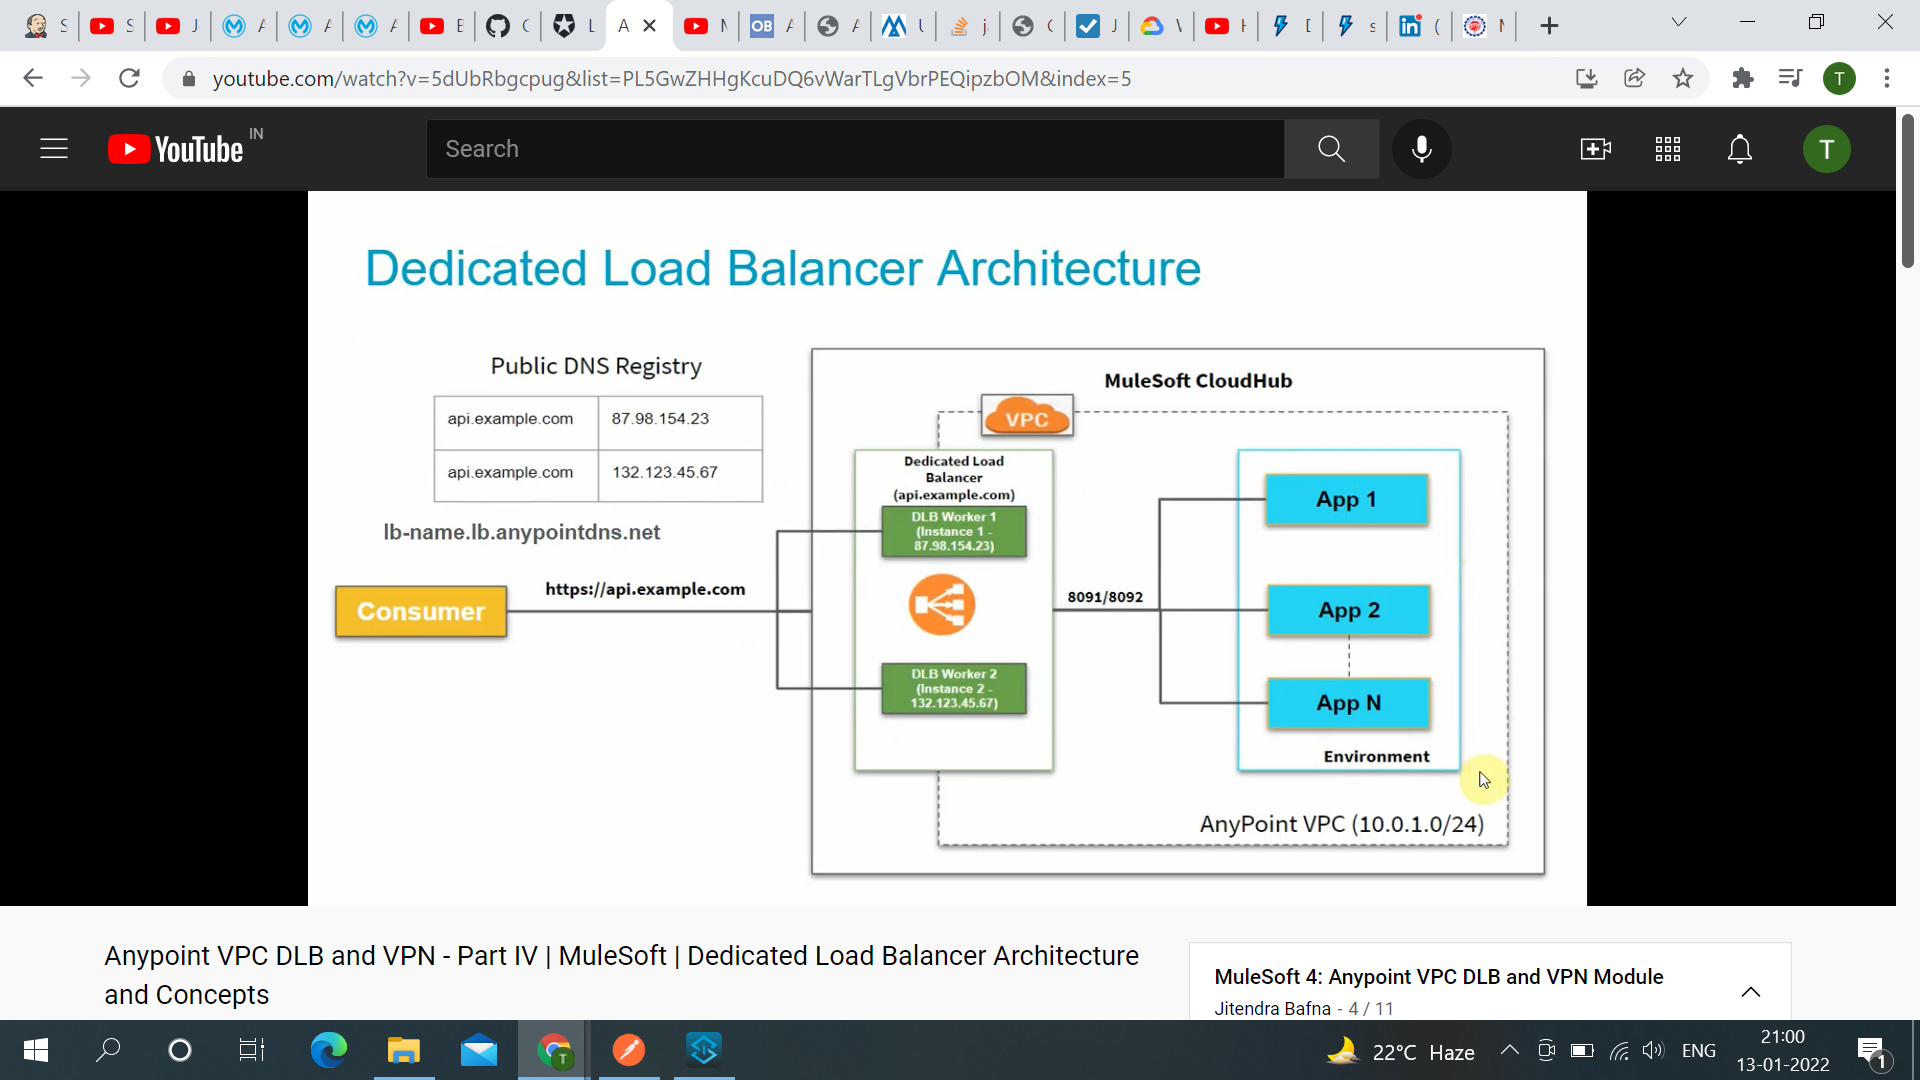 S
S
J
A
A
A
E
C
L
A
N
A
A
U
j
C
J
V
H
D
s
(
M
youtube.com/watch?v=5dUbRbgcpug&list=PL5GwZHHgKcuDQ6vWarTLgVbrPEQipzbOM&index=5
T
YouTube IN
Search
T
Dedicated Load Balancer Architecture
Public DNS Registry
api.example.com 87.98.154.23
api.example.com 132.123.45.67
lb-name.lb.anypointdns.net
Consumer
https://api.example.com
MuleSoft CloudHub
VPC
Dedicated Load
Balancer
(api.example.com)
DLB Worker 1
(Instance 1 -
87.98.154.23)
DLB Worker 2
(Instance 2 -
132.123.45.67)
8091/8092
App 1
App 2
App N
Environment
AnyPoint VPC (10.0.1.0/24)
Anypoint VPC DLB and VPN - Part IV | MuleSoft | Dedicated Load Balancer Architecture
and Concepts
MuleSoft 4: Anypoint VPC DLB and VPN Module
Jitendra Bafna - 4 / 11
T
22°C Haze
ENG
21:00
13-01-2022
1